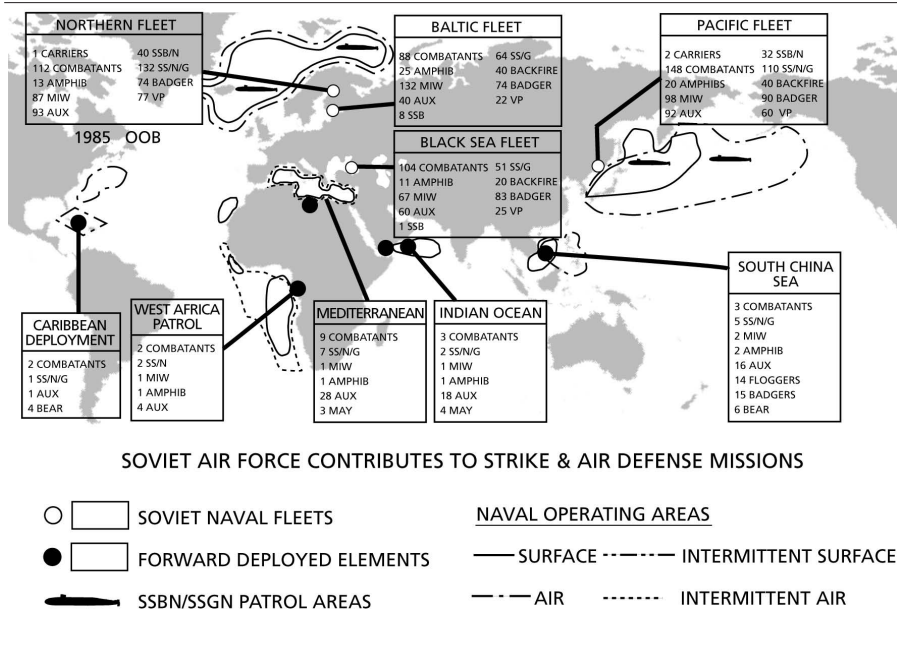 NORTHERN FLEET
1 CARRIERS 40 SSB/N
112 COMBATANTS 132 SS/N/G
13 AMPHIB 74 BADGER
87 MIW 77 VP
93 AUX
BALTIC FLEET
88 COMBATANTS 64 SS/G
25 AMPHIB 40 BACKFIRE
132 MIW 74 BADGER
40 AUX 22 VP
8 SSB
PACIFIC FLEET
2 CARRIERS 32 SSB/N
148 COMBATANTS 110 SS/N/G
20 AMPHIBS 40 BACKFIRE
98 MIW 90 BADGER
92 AUX 60 VP
1985 OOB
BLACK SEA FLEET
104 COMBATANTS 51 SS/G
11 AMPHIB 20 BACKFIRE
67 MIW 83 BADGER
60 AUX 25 VP
1 SSB
CARIBBEAN
DEPLOYMENT
2 COMBATANTS
1 SS/N/G
1 AUX
4 BEAR
WEST AFRICA
PATROL
2 COMBATANTS
2 SS/N
1 MIW
1 AMPHIB
4 AUX
MEDITERRANEAN
9 COMBATANTS
7 SS/N/G
1 MIW
1 AMPHIB
28 AUX
3 MAY
INDIAN OCEAN
3 COMBATANTS
2 SS/N/G
1 MIW
1 AMPHIB
18 AUX
4 MAY
SOUTH CHINA
SEA
3 COMBATANTS
5 SS/N/G
2 MIW
2 AMPHIB
16 AUX
14 FLOGGERS
15 BADGERS
6 BEAR
SOVIET AIR FORCE CONTRIBUTES TO STRIKE & AIR DEFENSE MISSIONS
SOVIET NAVAL FLEETS
FORWARD DEPLOYED ELEMENTS
SSBN/SSGN PATROL AREAS
NAVAL OPERATING AREAS
SURFACE INTERMITTENT SURFACE
AIR INTERMITTENT AIR